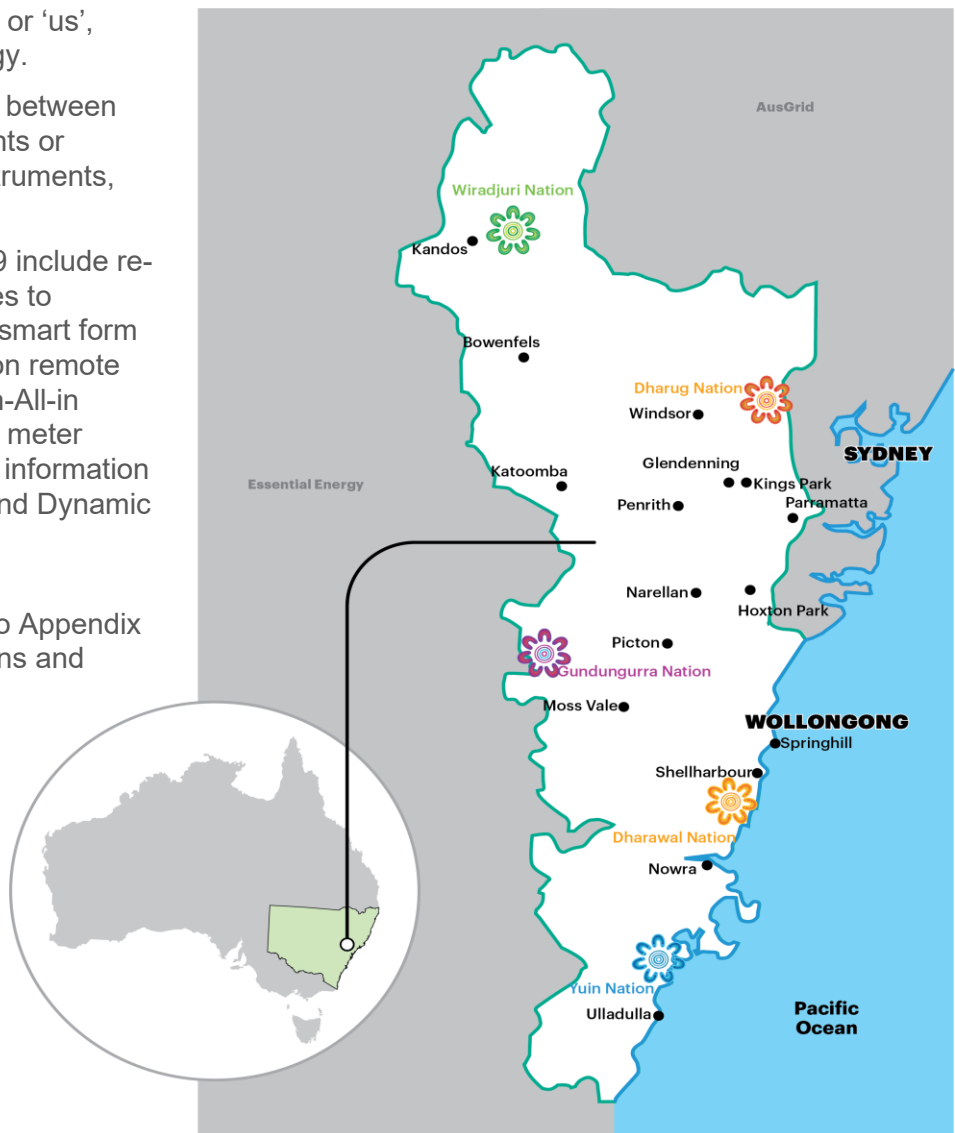 or ‘us’,
gy.
between
nts or
truments,
9 include re-
es to
smart form
on remote
n-All-in
meter
information
nd Dynamic
o Appendix
ns and
AusGrid
Wiradjuri Nation
Kandos
Bowenfels
Dharug Nation
Windsor
SYDNEY
Glendenning
Katoomba
Kings Park
Essential Energy
Penrith
Parramatta
Narellan
Hoxton Park
Picton
Gundungurra Nation
Moss Vale
WOLLONGONG
Springhill
Shellharbour
Dharawal Nation
Nowra
Yuin Nation
Ulladulla
Pacific
Ocean